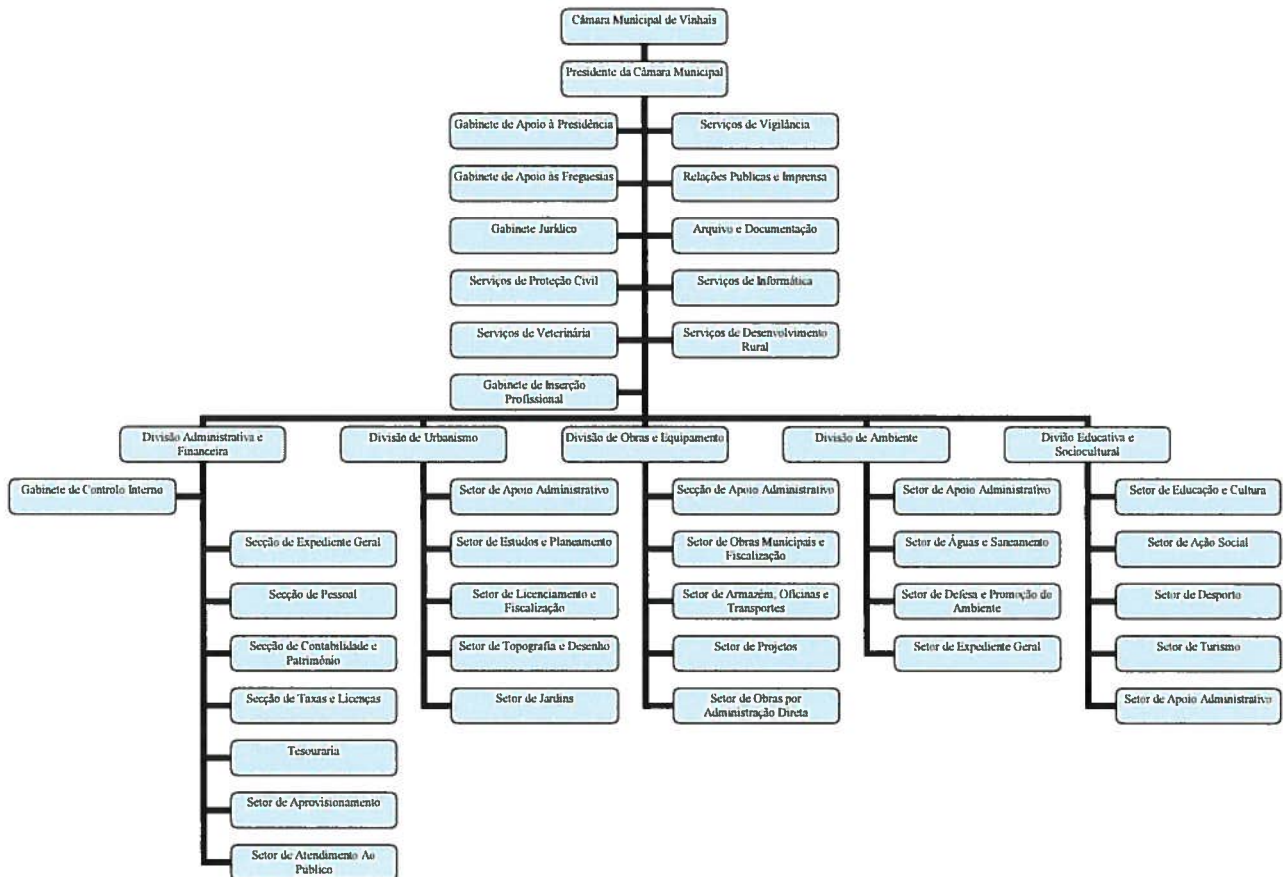 Câmara Municipal de Vinhais
Presidente da Câmara Municipal
Gabinete de Apoio à Presidência
Serviços de Vigilância
Gabinete de Apoio às Freguesias
Relações Publicas e Imprensa
Gabinete Jurídico
Arquivo e Documentação
Serviços de Proteção Civil
Serviços de Informática
Serviços de Veterinária
Serviços de Desenvolvimento
Rural
Gabinete de Inserção
Profissional
Divisão Administrativa e
Financeira
Gabinete de Controlo Interno
Secção de Expediente Geral
Secção de Pessoal
Secção de Contabilidade e
Património
Secção de Taxas e Licenças
Tesouraria
Setor de Aprovisionamento
Setor de Atendimento Ao
Público
Divisão de Urbanismo
Setor de Apoio Administrativo
Setor de Estudos e Planeamento
Setor de Licenciamento e
Fiscalização
Setor de Topografia e Desenho
Setor de Jardins
Divisão de Obras e Equipamento
Secção de Apoio Administrativo
Setor de Obras Municipais e
Fiscalização
Setor de Armazém, Oficinas e
Transportes
Setor de Projetos
Setor de Obras por
Administração Direta
Divisão de Ambiente
Setor de Apoio Administrativo
Setor de Águas e Saneamento
Setor de Defesa e Promoção do
Ambiente
Setor de Expediente Geral
Divião Educativa e
Sociocultural
Setor de Educação e Cultura
Setor de Ação Social
Setor de Desporto
Setor de Turismo
Setor de Apoio Administrativo